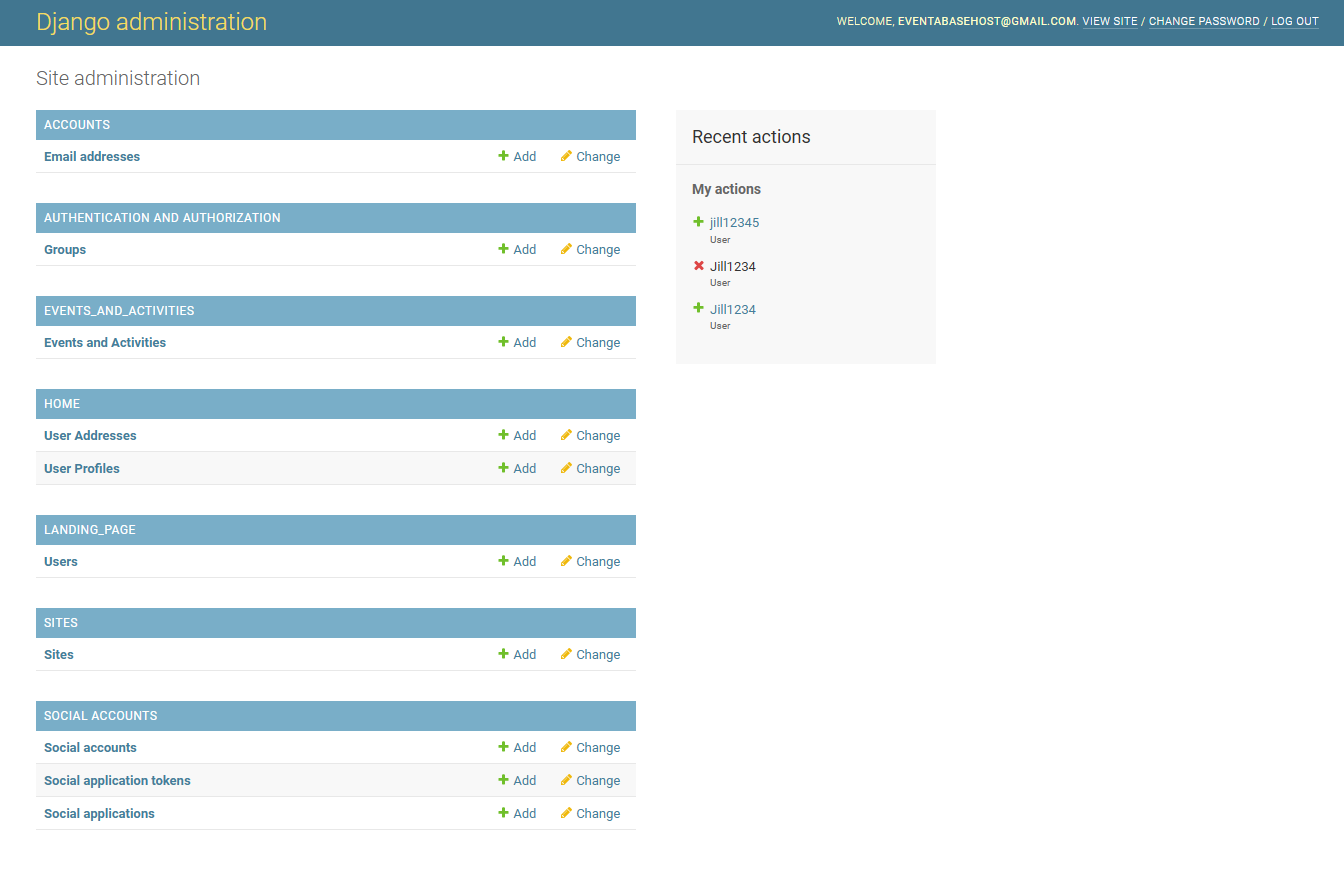 Django administration
WELCOME, EVENTABASEHOST@GMAIL.COM. VIEW SITE / CHANGE PASSWORD / LOG OUT
Site administration
ACCOUNTS
Email addresses Add Change
AUTHENTICATION AND AUTHORIZATION
Groups Add Change
EVENTS_AND_ACTIVITIES
Events and Activities Add Change
HOME
User Addresses Add Change
User Profiles Add Change
LANDING_PAGE
Users Add Change
SITES
Sites Add Change
SOCIAL ACCOUNTS
Social accounts Add Change
Social application tokens Add Change
Social applications Add Change
Recent actions
My actions
jill12345
User
Jill1234
User
Jill1234
User